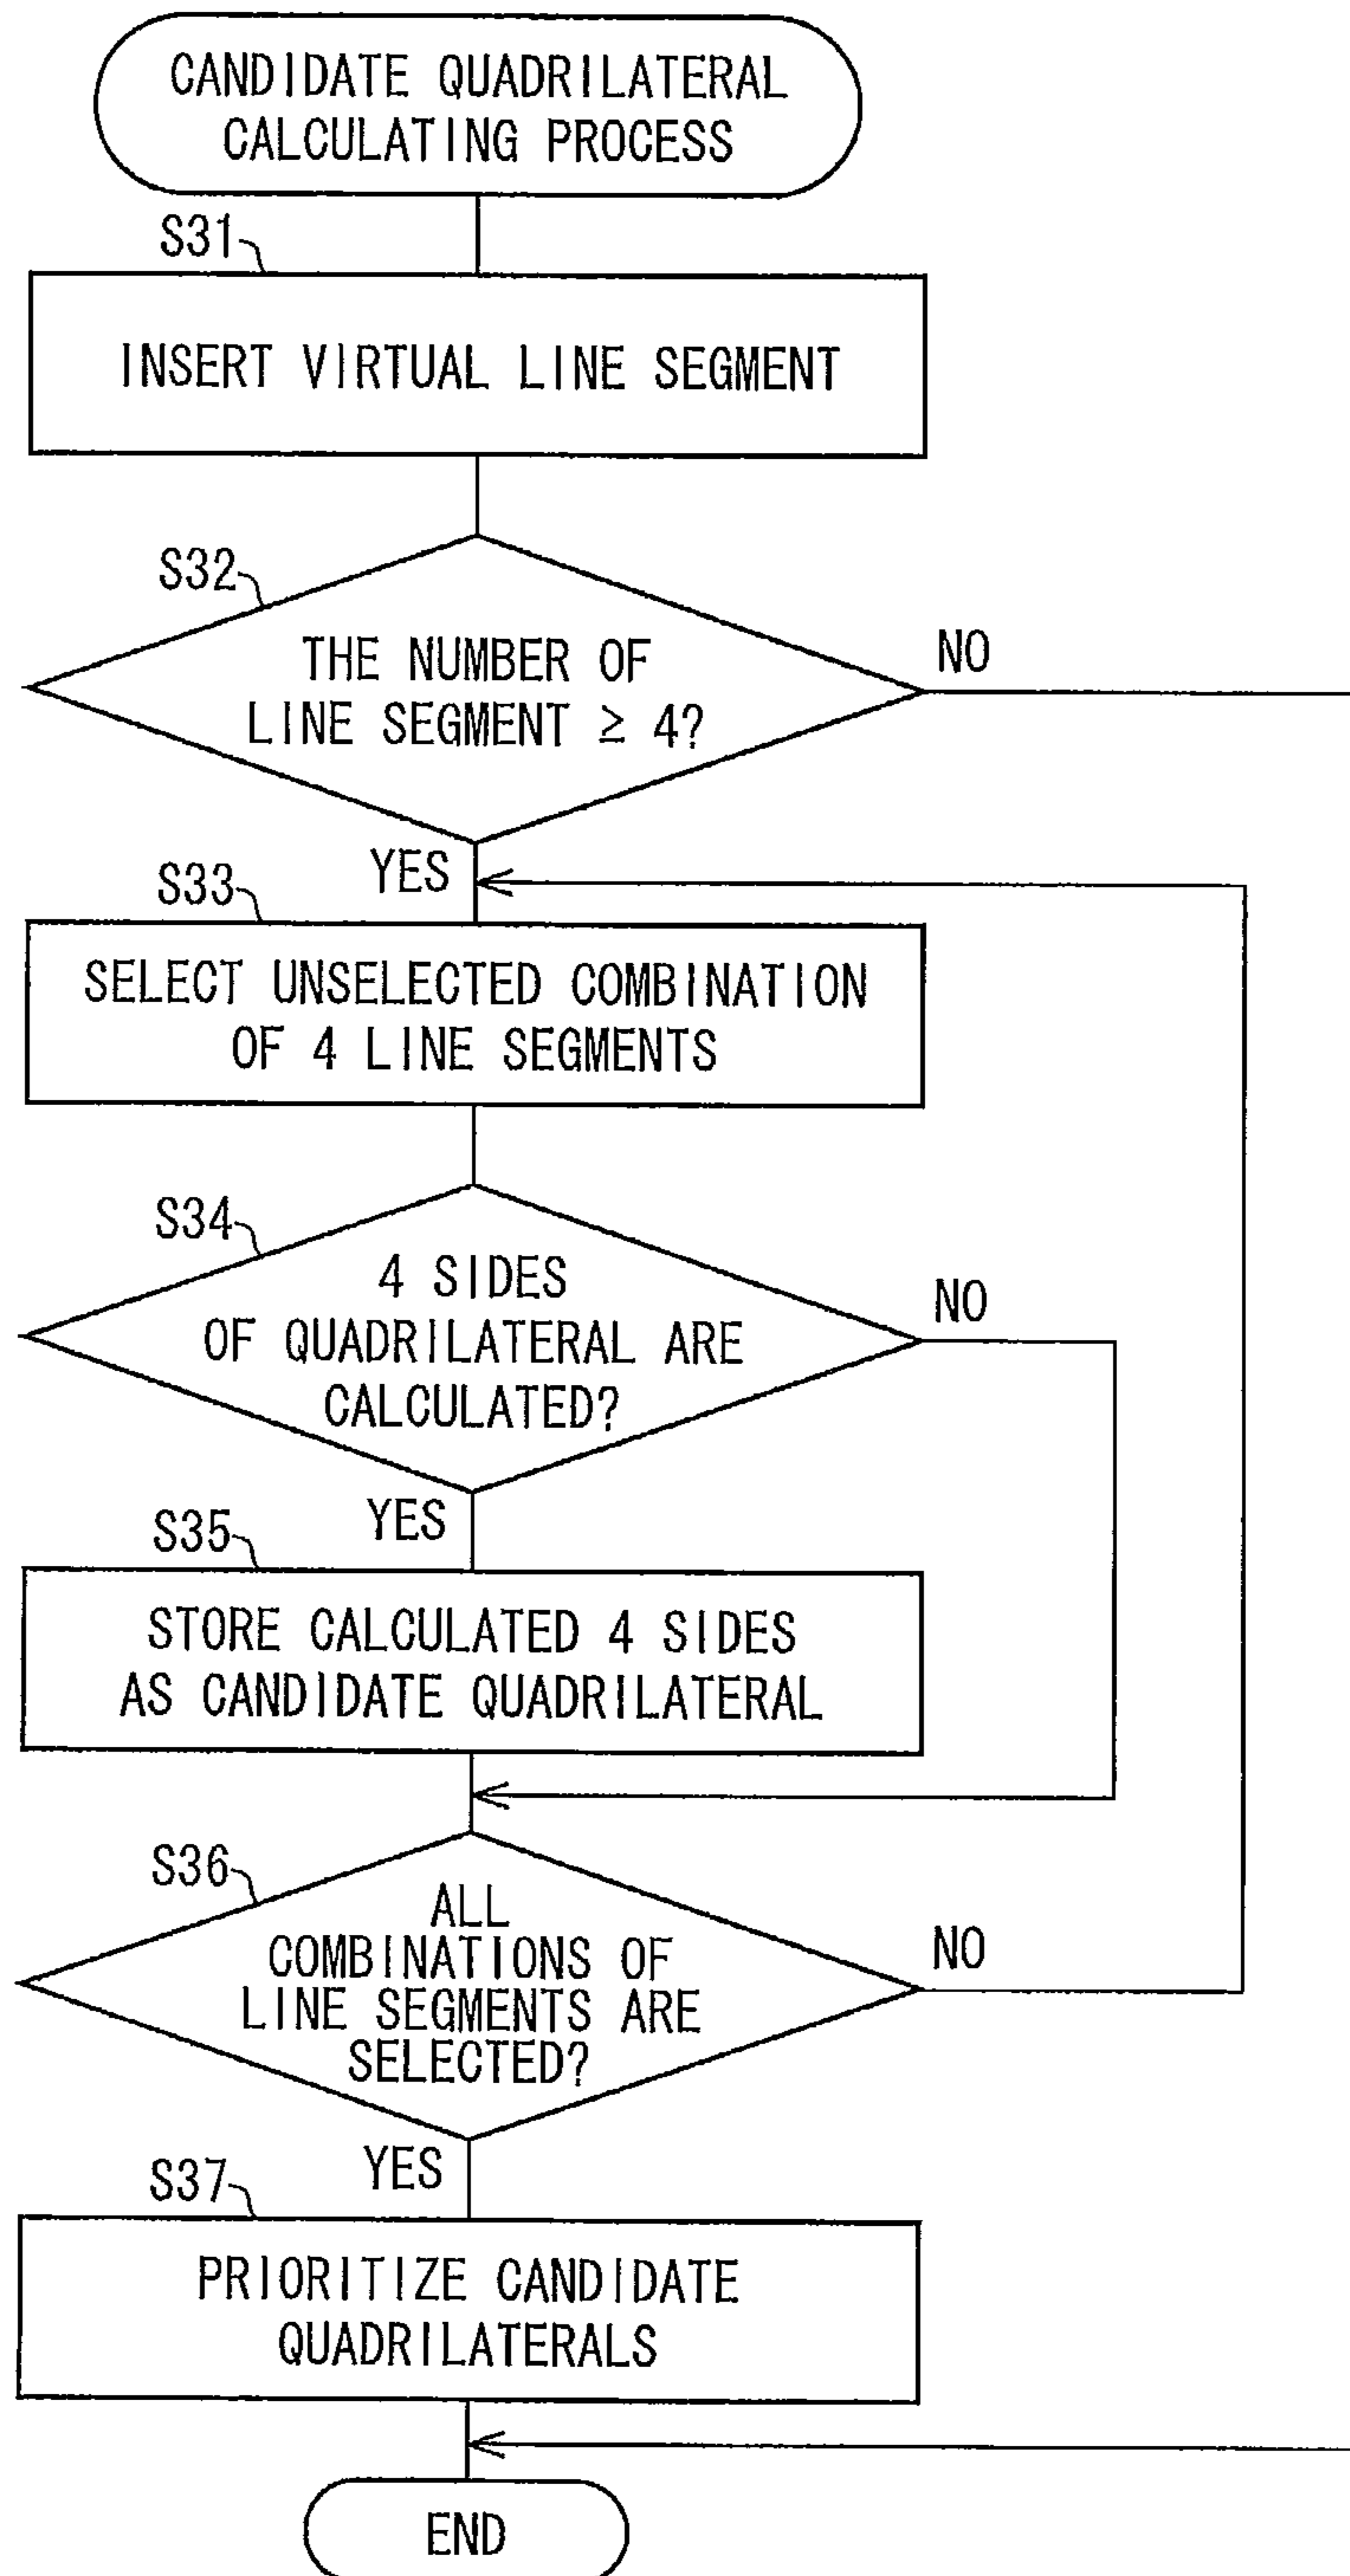 CANDIDATE QUADRILATERAL
CALCULATING PROCESS
S31
INSERT VIRTUAL LINE SEGMENT
S32
THE NUMBER OF
LINE SEGMENT ≥ 4?
NO
YES
S33
SELECT UNSELECTED COMBINATION
OF 4 LINE SEGMENTS
S34
4 SIDES
OF QUADRILATERAL ARE
CALCULATED?
NO
YES
S35
STORE CALCULATED 4 SIDES
AS CANDIDATE QUADRILATERAL
S36
ALL
COMBINATIONS OF
LINE SEGMENTS ARE
SELECTED?
NO
YES
S37
PRIORITIZE CANDIDATE
QUADRILATERALS
END